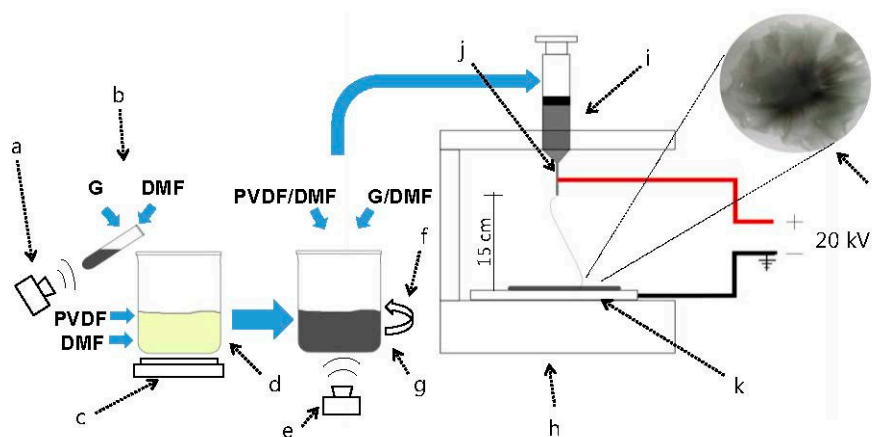 j
i
b
a
G DMF
PVDF/DMF G/DMF
f
15 cm
+
20 kV
−
PVDF
DMF
d
g
k
c
e
h